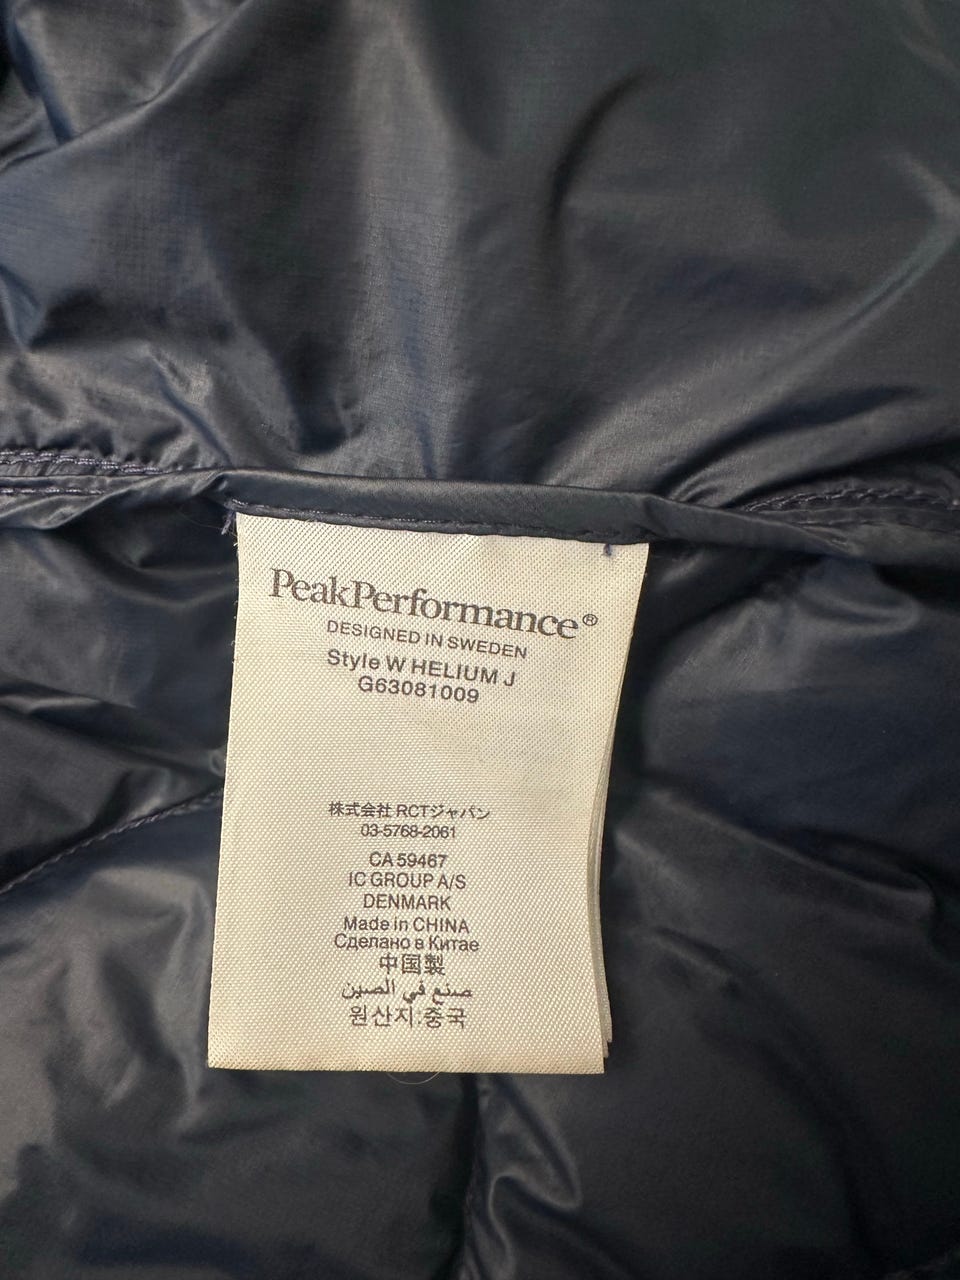 PeakPerformance®
DESIGNED IN SWEDEN
Style W HELIUM J
G63081009
株式会社 RCTジャパン
03-5768-2061
CA 59467
IC GROUP A/S
DENMARK
Made in CHINA
Сделано в Китае
中国製
صنع في الصين
원산지:중국